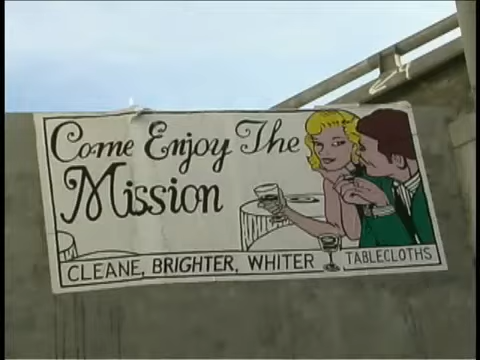 Come Enjoy The
Mission
CLEANE, BRIGHTER, WHITER TABLECLOTHS